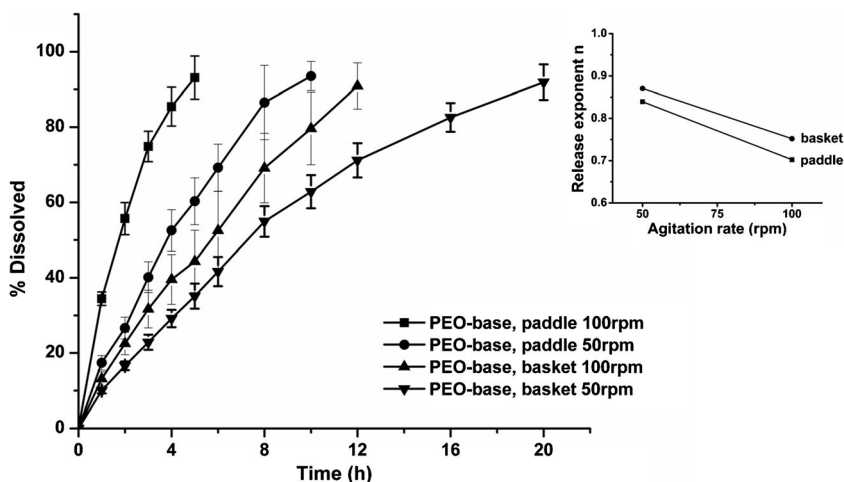 % Dissolved
100
80
60
40
20
0
0 4 8 12 16 20
Time (h)
PEO-base, paddle 100rpm
PEO-base, paddle 50rpm
PEO-base, basket 100rpm
PEO-base, basket 50rpm
Release exponent n
1.0
0.9
0.8
0.7
0.6
basket
paddle
50 75 100
Agitation rate (rpm)